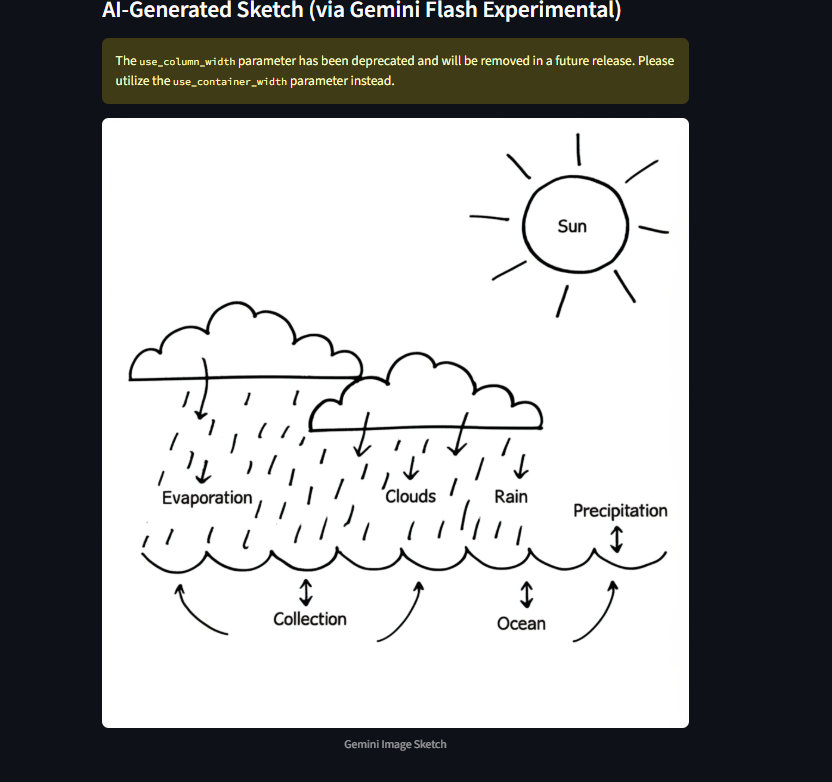 AI-Generated Sketch (via Gemini Flash Experimental)
The use_column_width parameter has been deprecated and will be removed in a future release. Please
utilize the use_container_width parameter instead.
Sun
Evaporation
Clouds
Rain
Precipitation
Collection
Ocean
Gemini Image Sketch